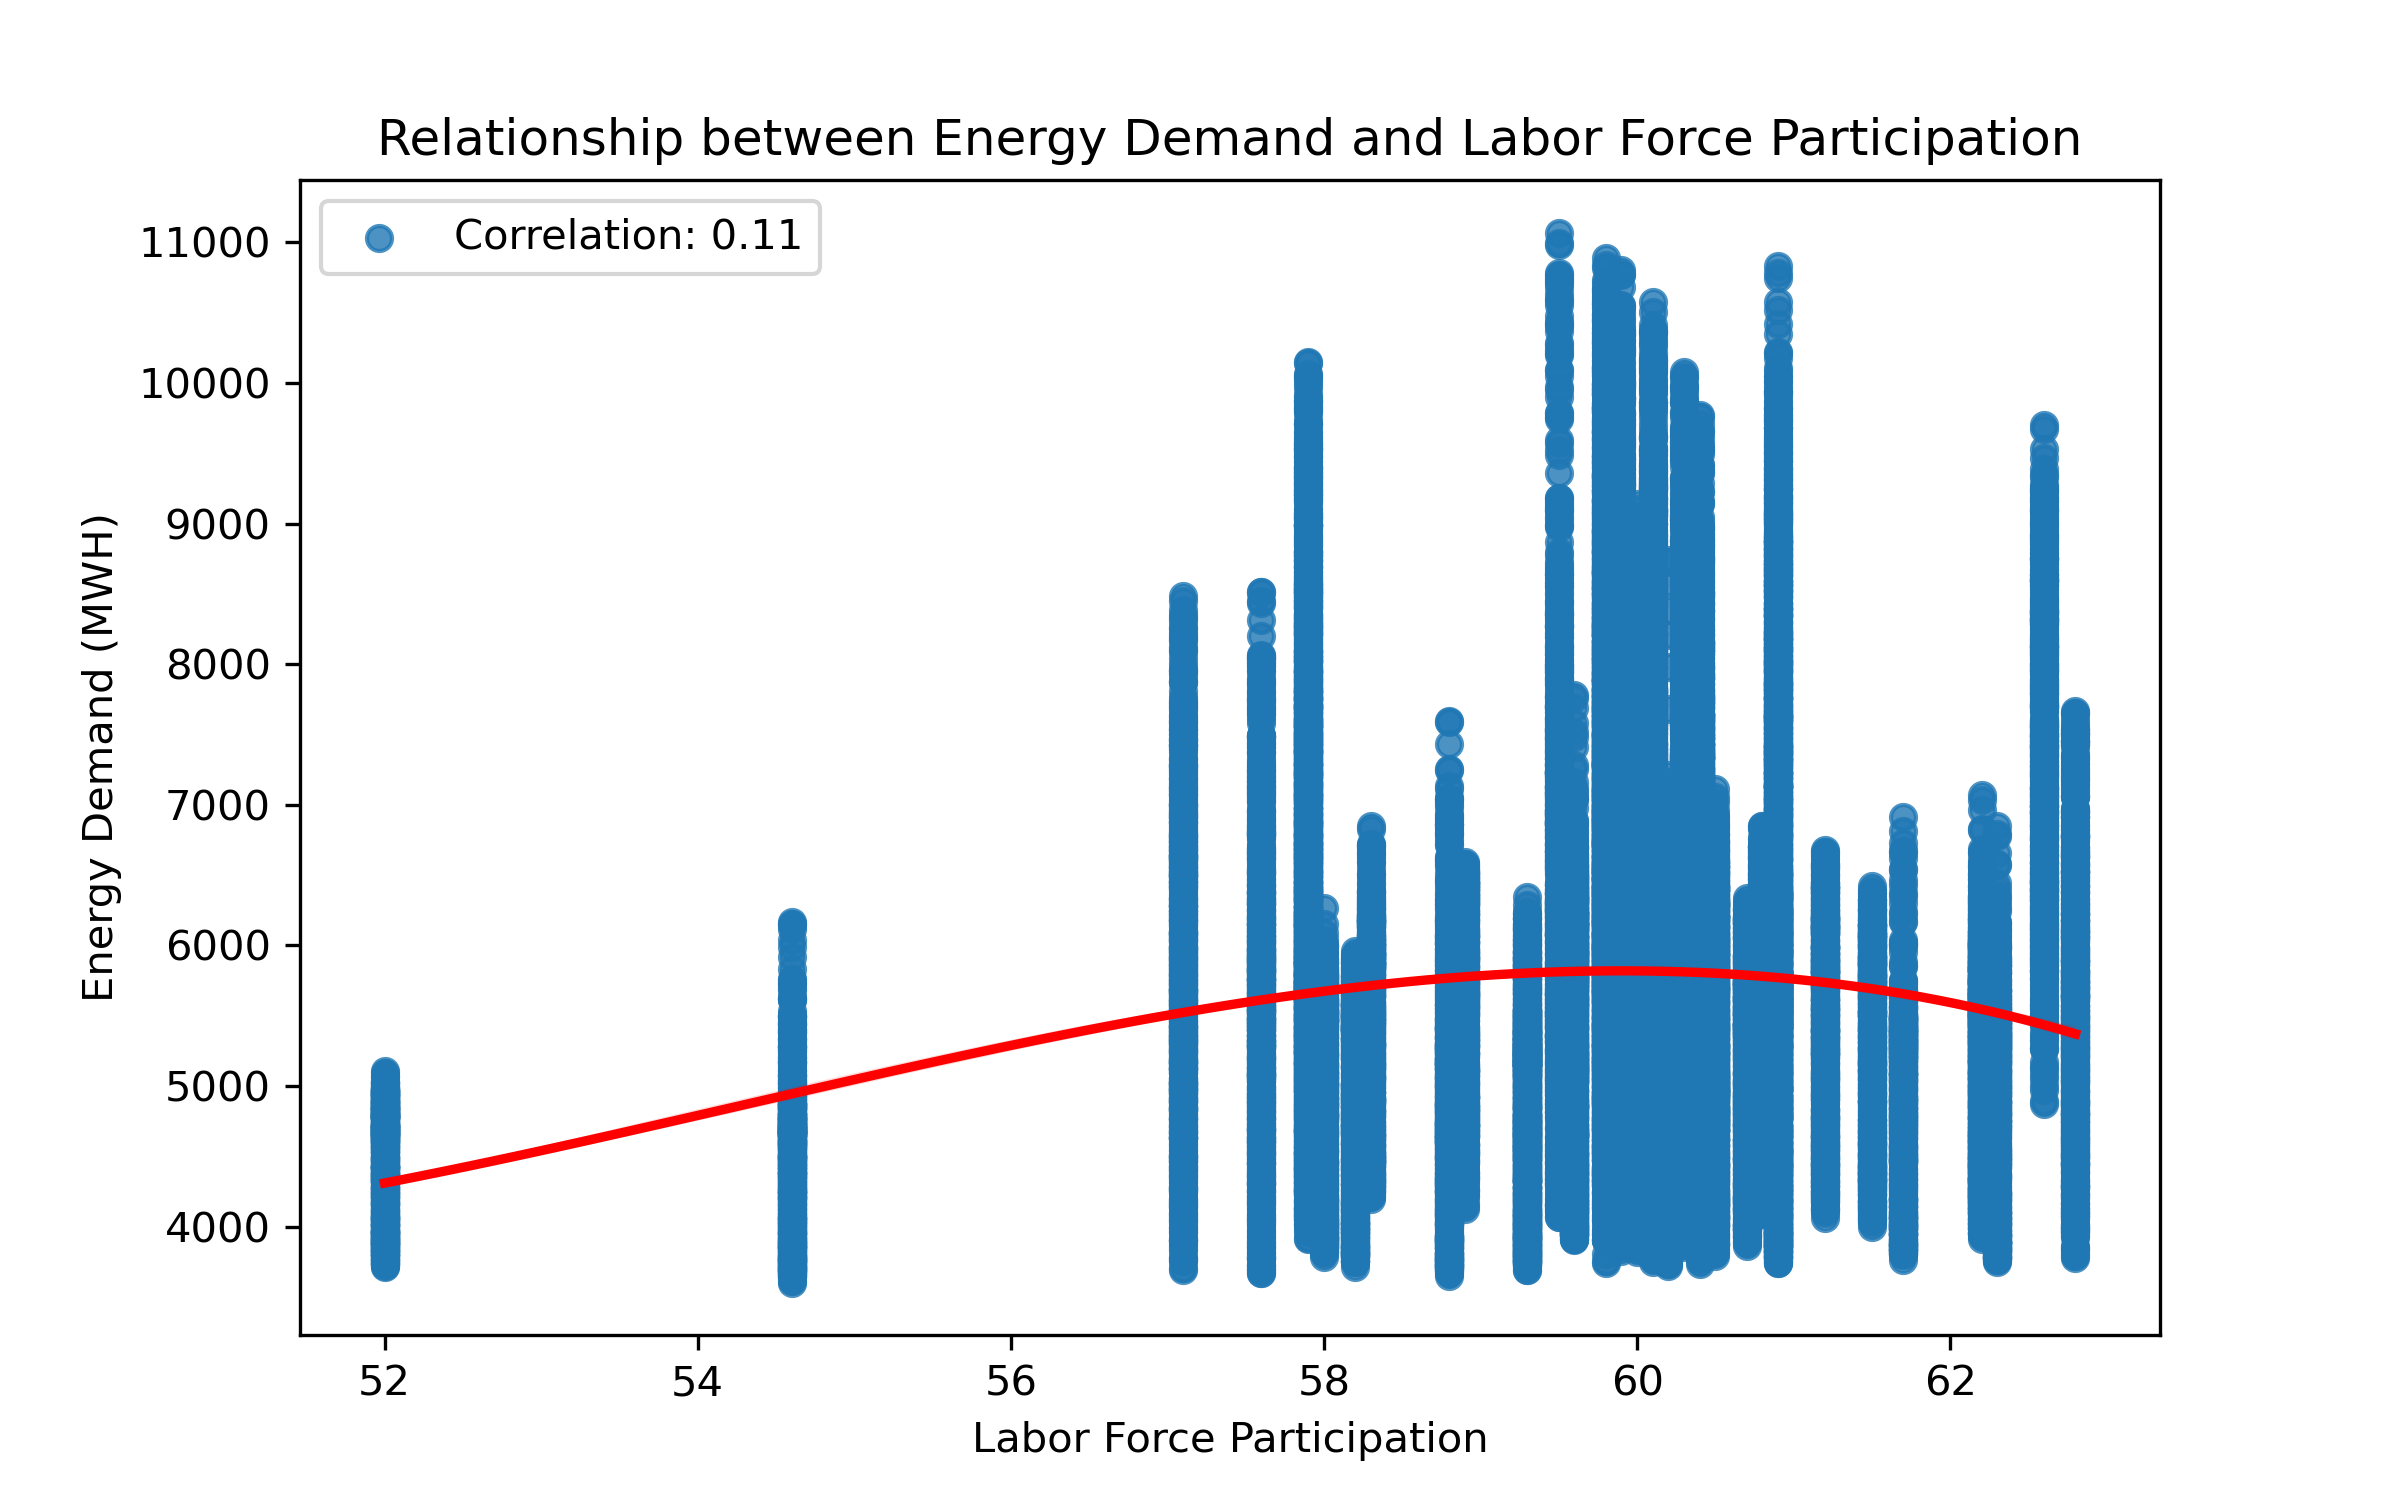 Relationship between Energy Demand and Labor Force Participation
Correlation: 0.11
11000
10000
9000
8000
7000
6000
5000
4000
Energy Demand (MWH)
52 54 56 58 60 62
Labor Force Participation